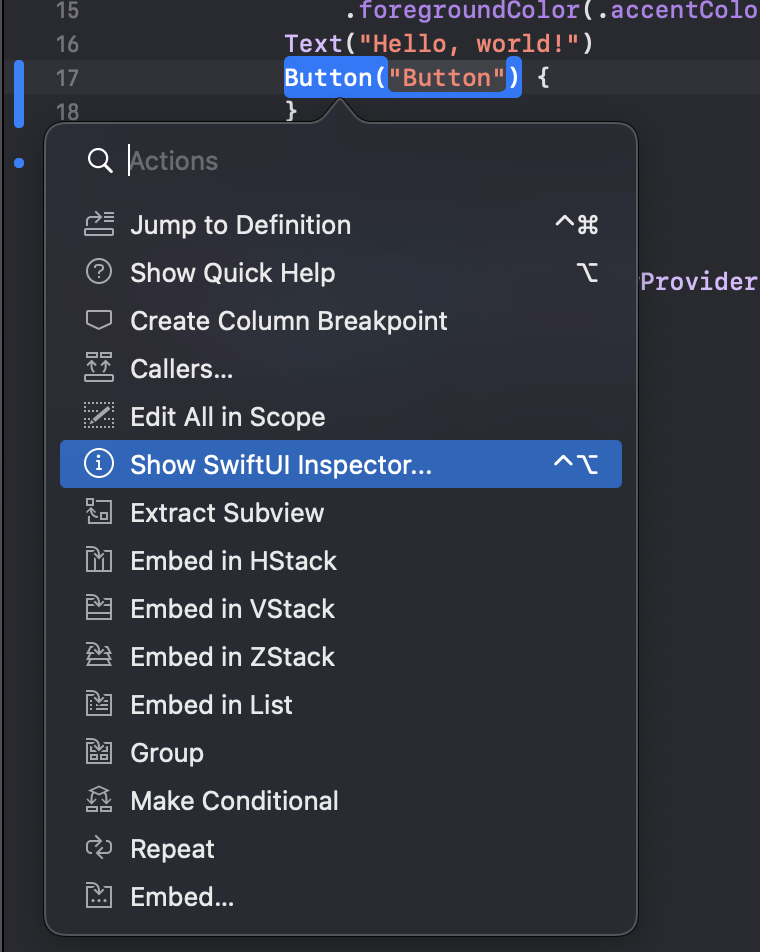 15 .foregroundColor(.accentColo
16 Text("Hello, world!")
17 Button("Button") {
18 }
Actions
Jump to Definition ⌃⌘
Show Quick Help ⌥
Provider
Create Column Breakpoint
Callers...
Edit All in Scope
Show SwiftUI Inspector... ⌃⌥
Extract Subview
Embed in HStack
Embed in VStack
Embed in ZStack
Embed in List
Group
Make Conditional
Repeat
Embed...